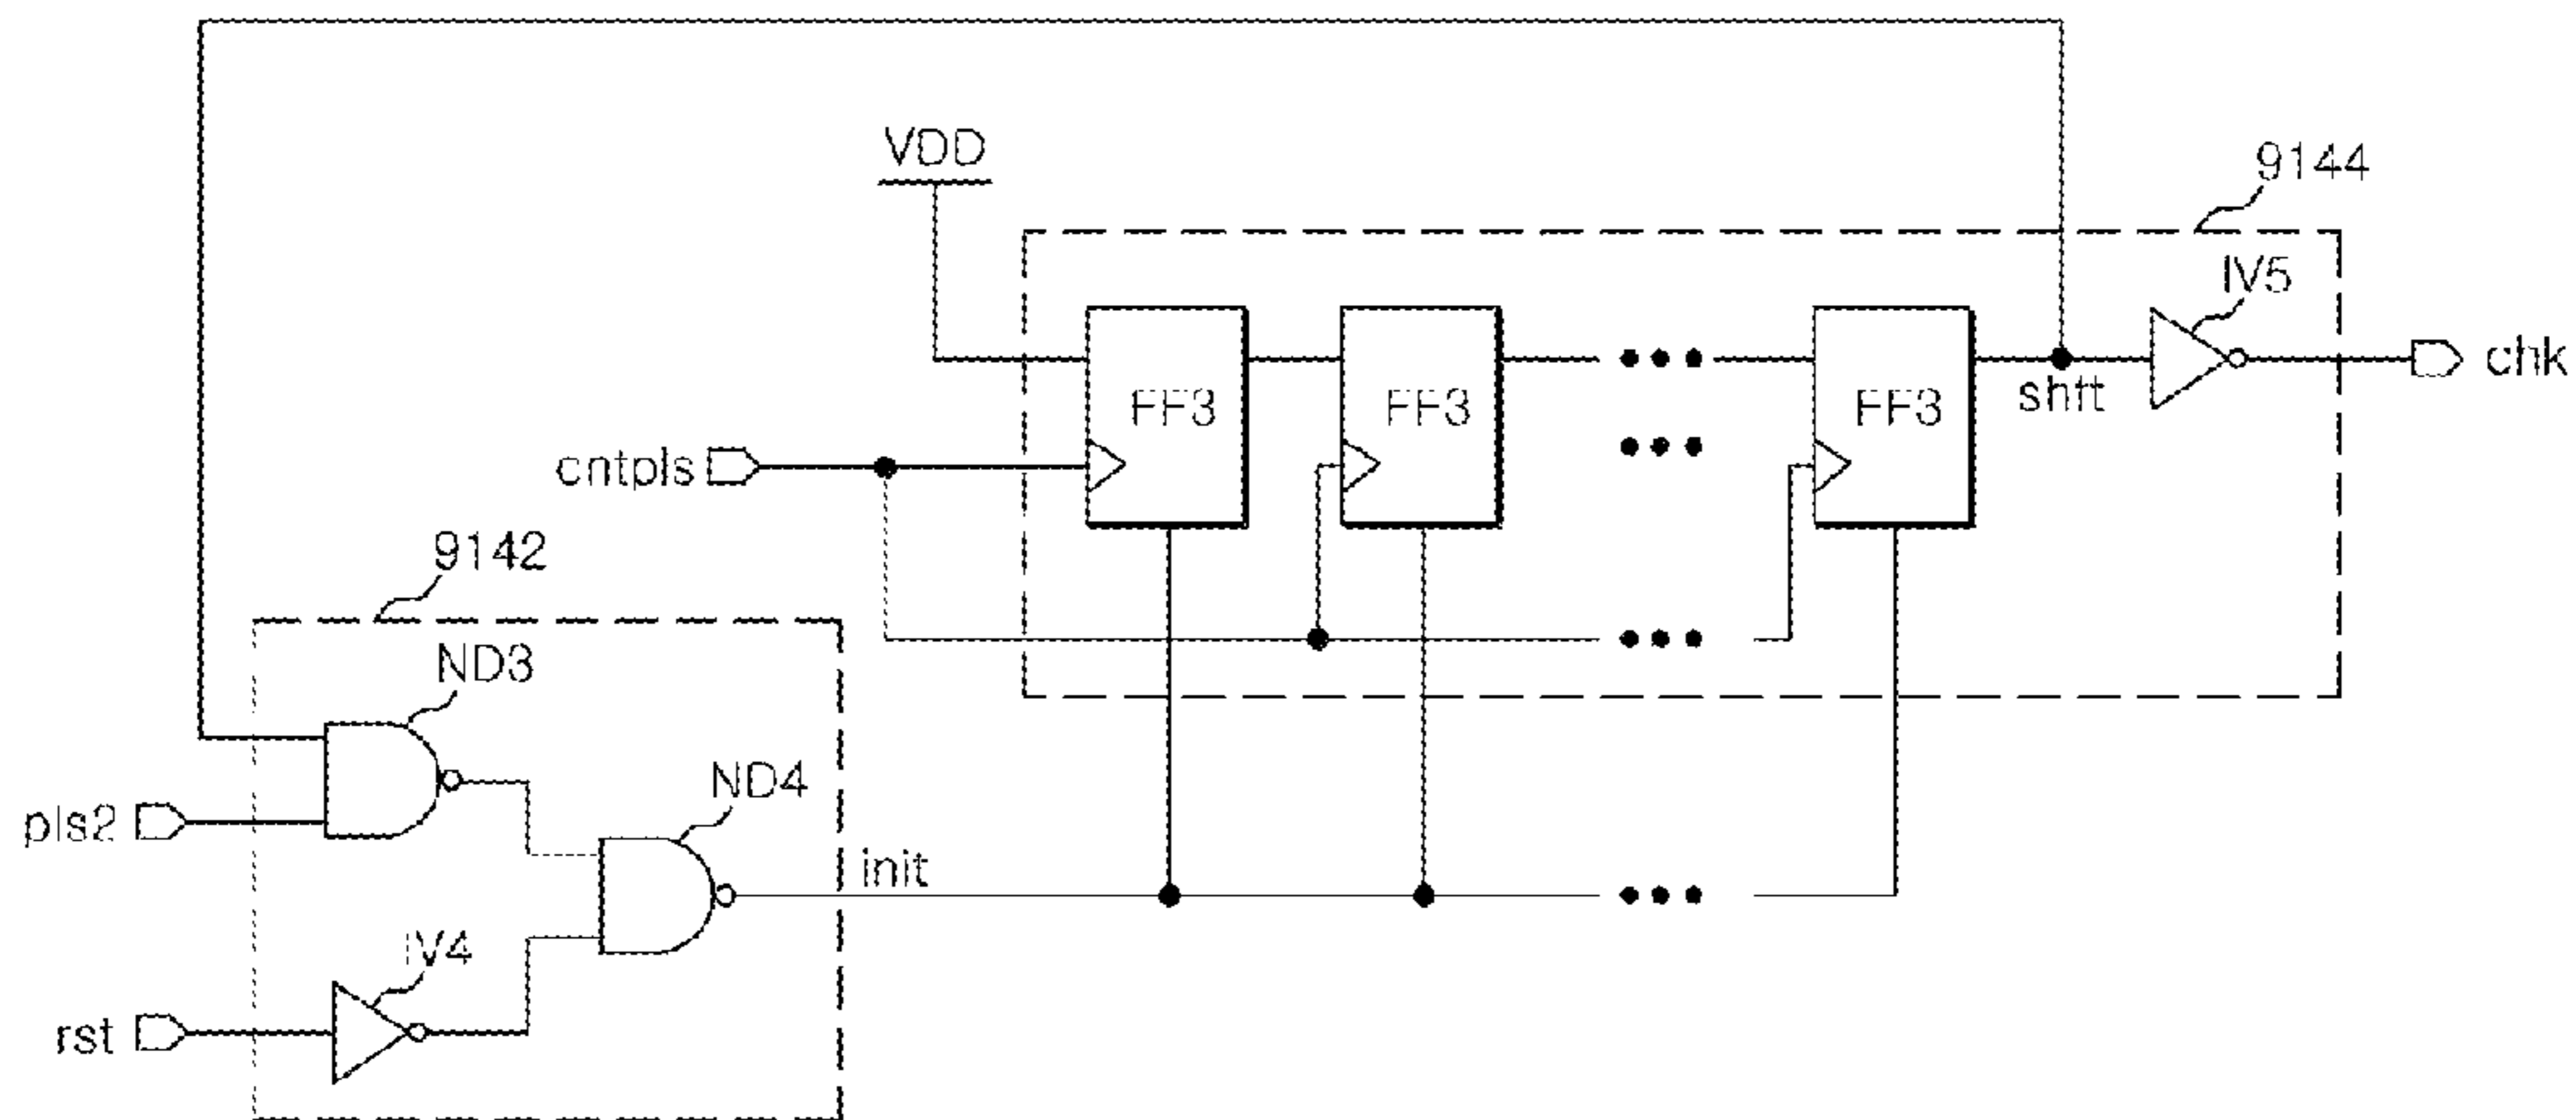 VDD
9144
IV5
FF3
FF3
FF3
shft
chk
cntpls
9142
ND3
ND4
pls2
init
IV4
rst